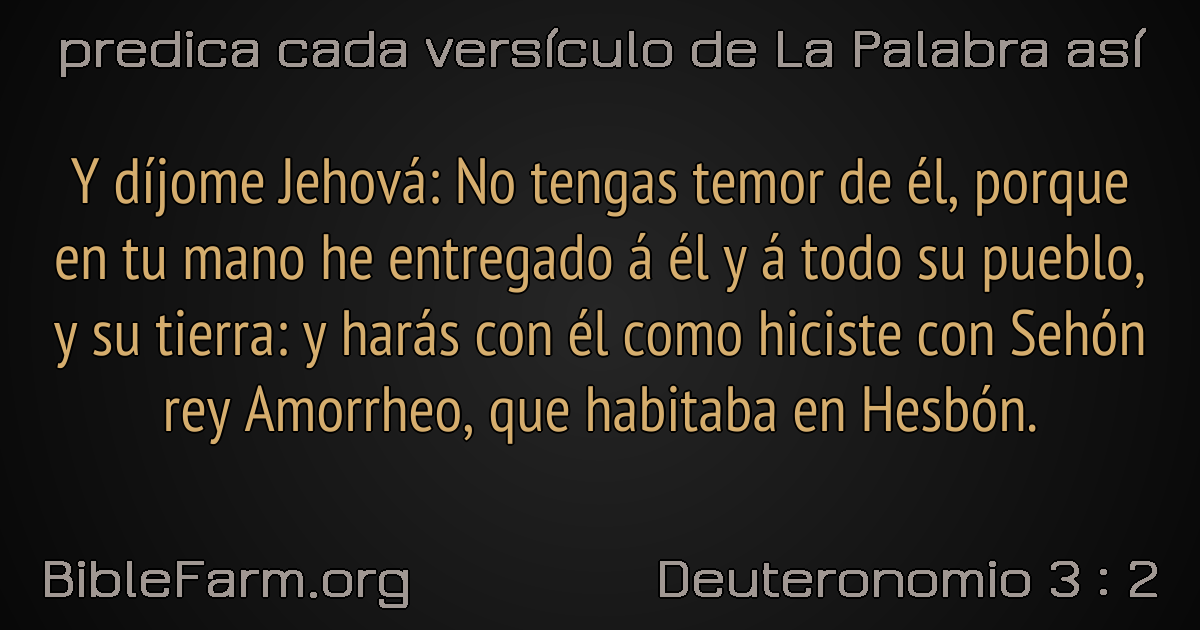 predica cada versículo de La Palabra así
Y díjome Jehová: No tengas temor de él, porque
en tu mano he entregado á él y á todo su pueblo,
y su tierra: y harás con él como hiciste con Sehón
rey Amorrheo, que habitaba en Hesbón.
BibleFarm.org
Deuteronomio 3 : 2